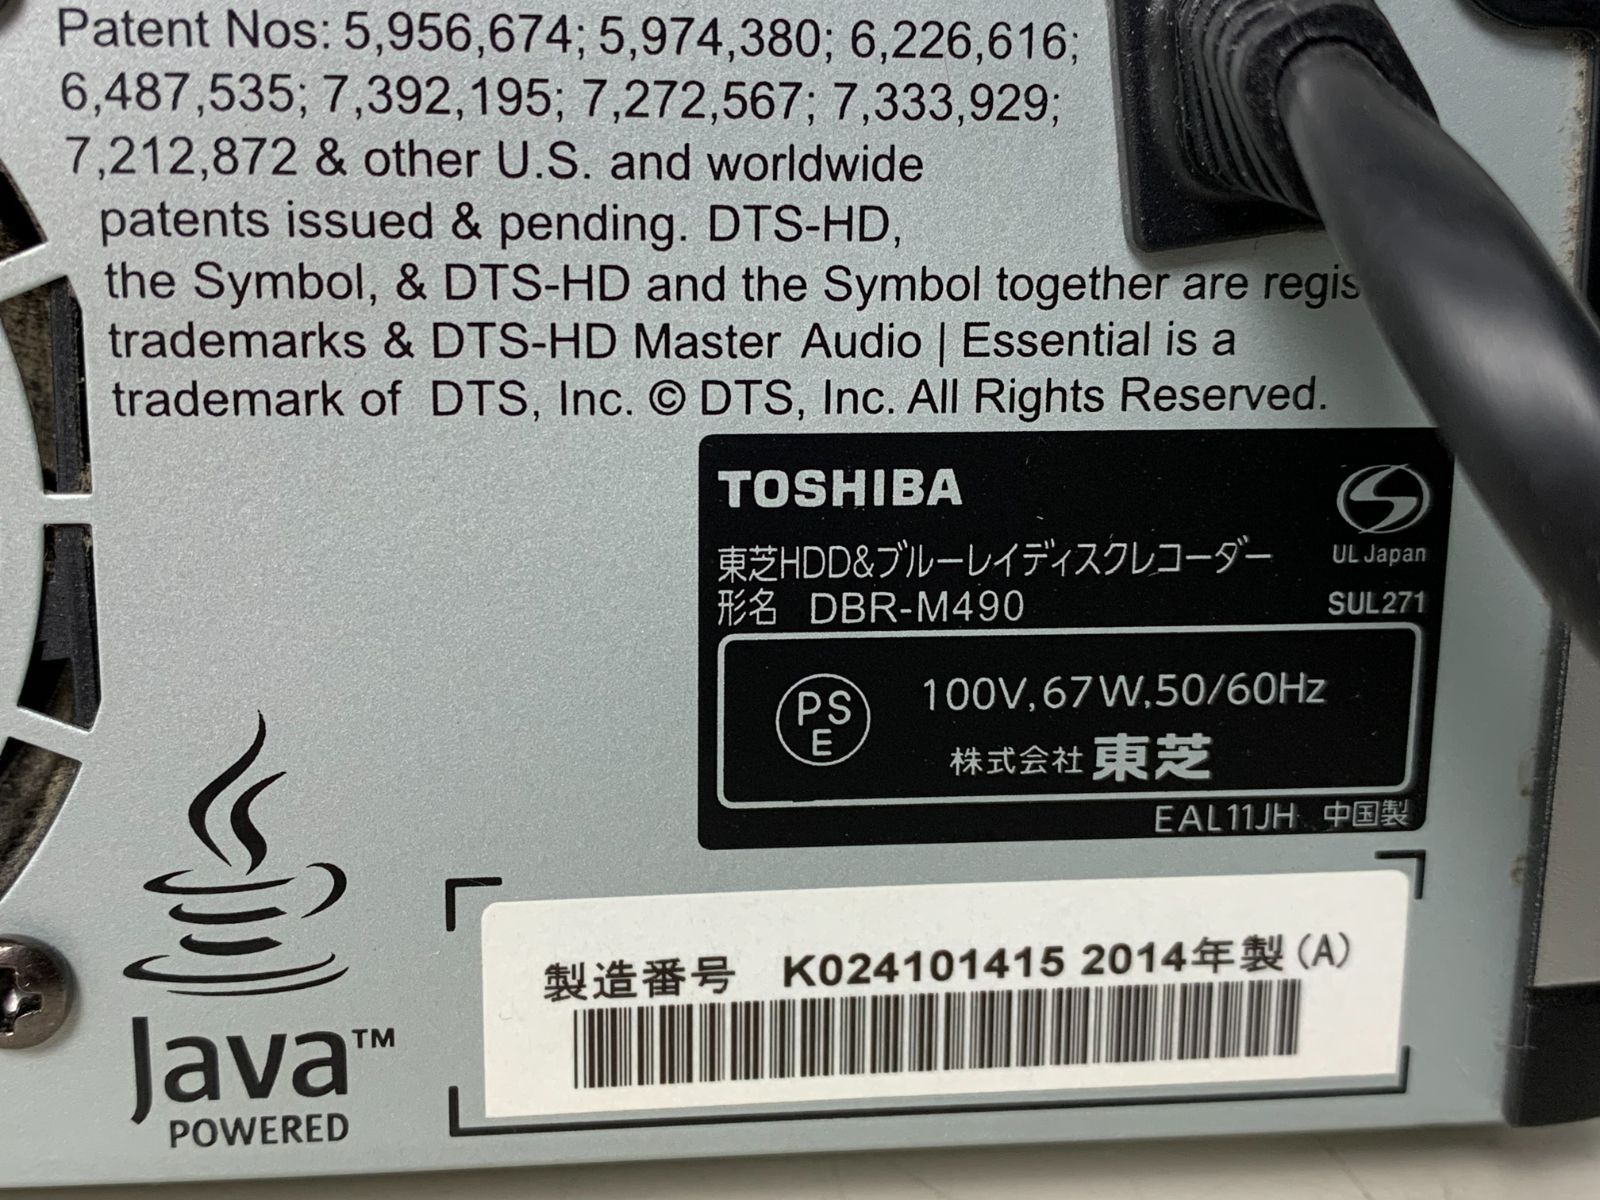 Patent Nos: 5,956,674; 5,974,380; 6,226,616;
6,487,535; 7,392,195; 7,272,567; 7,333,929;
7,212,872 & other U.S. and worldwide
patents issued & pending. DTS-HD,
the Symbol, & DTS-HD and the Symbol together are regis
trademarks & DTS-HD Master Audio | Essential is a
trademark of DTS, Inc. © DTS, Inc. All Rights Reserved.
TOSHIBA
UL Japan
東芝HDD&ブルーレイディスクレコーダー
形名 DBR-M490
SUL271
PS
E
100V,67W,50/60Hz
株式会社 東芝
EAL11JH 中国製
製造番号 K024101415 2014年製(A)
Java™
POWERED